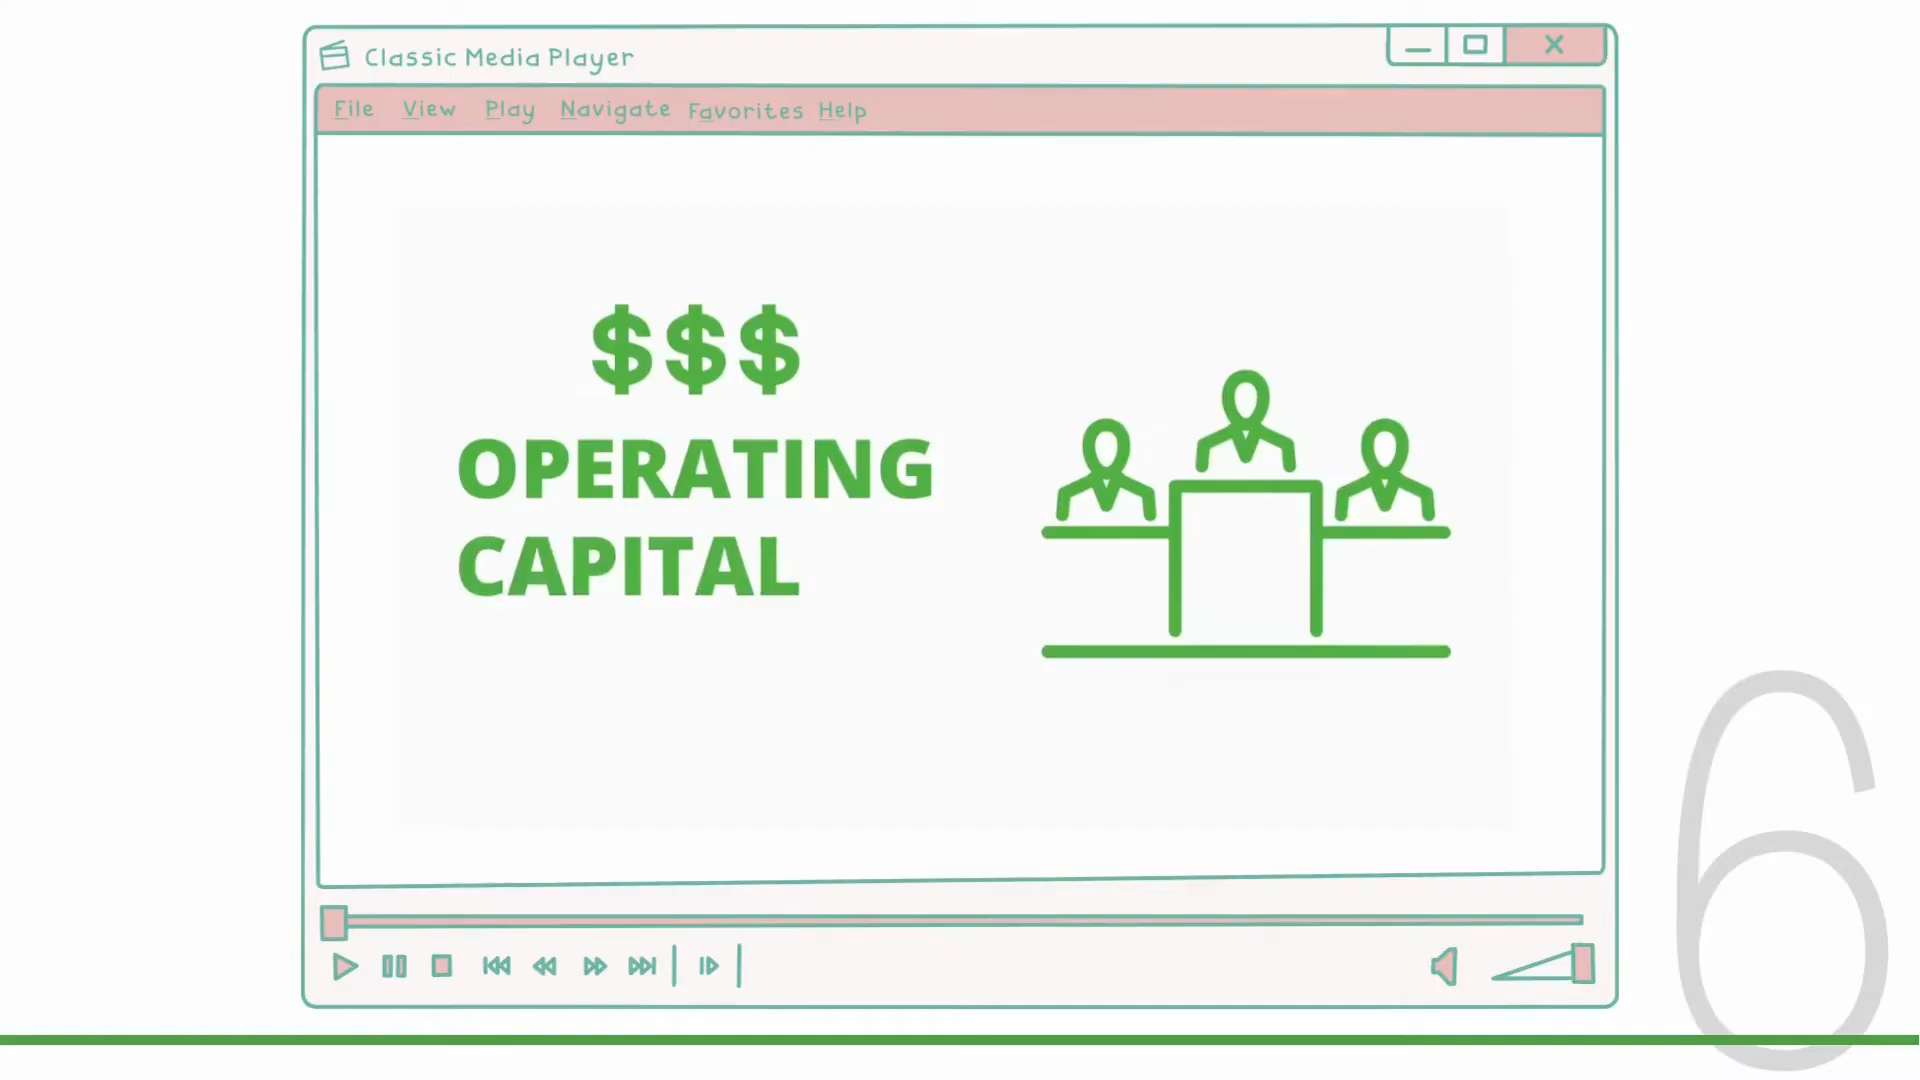 Classic Media Player
File View Play Navigate Favorites Help
$$$
OPERATING
CAPITAL
6